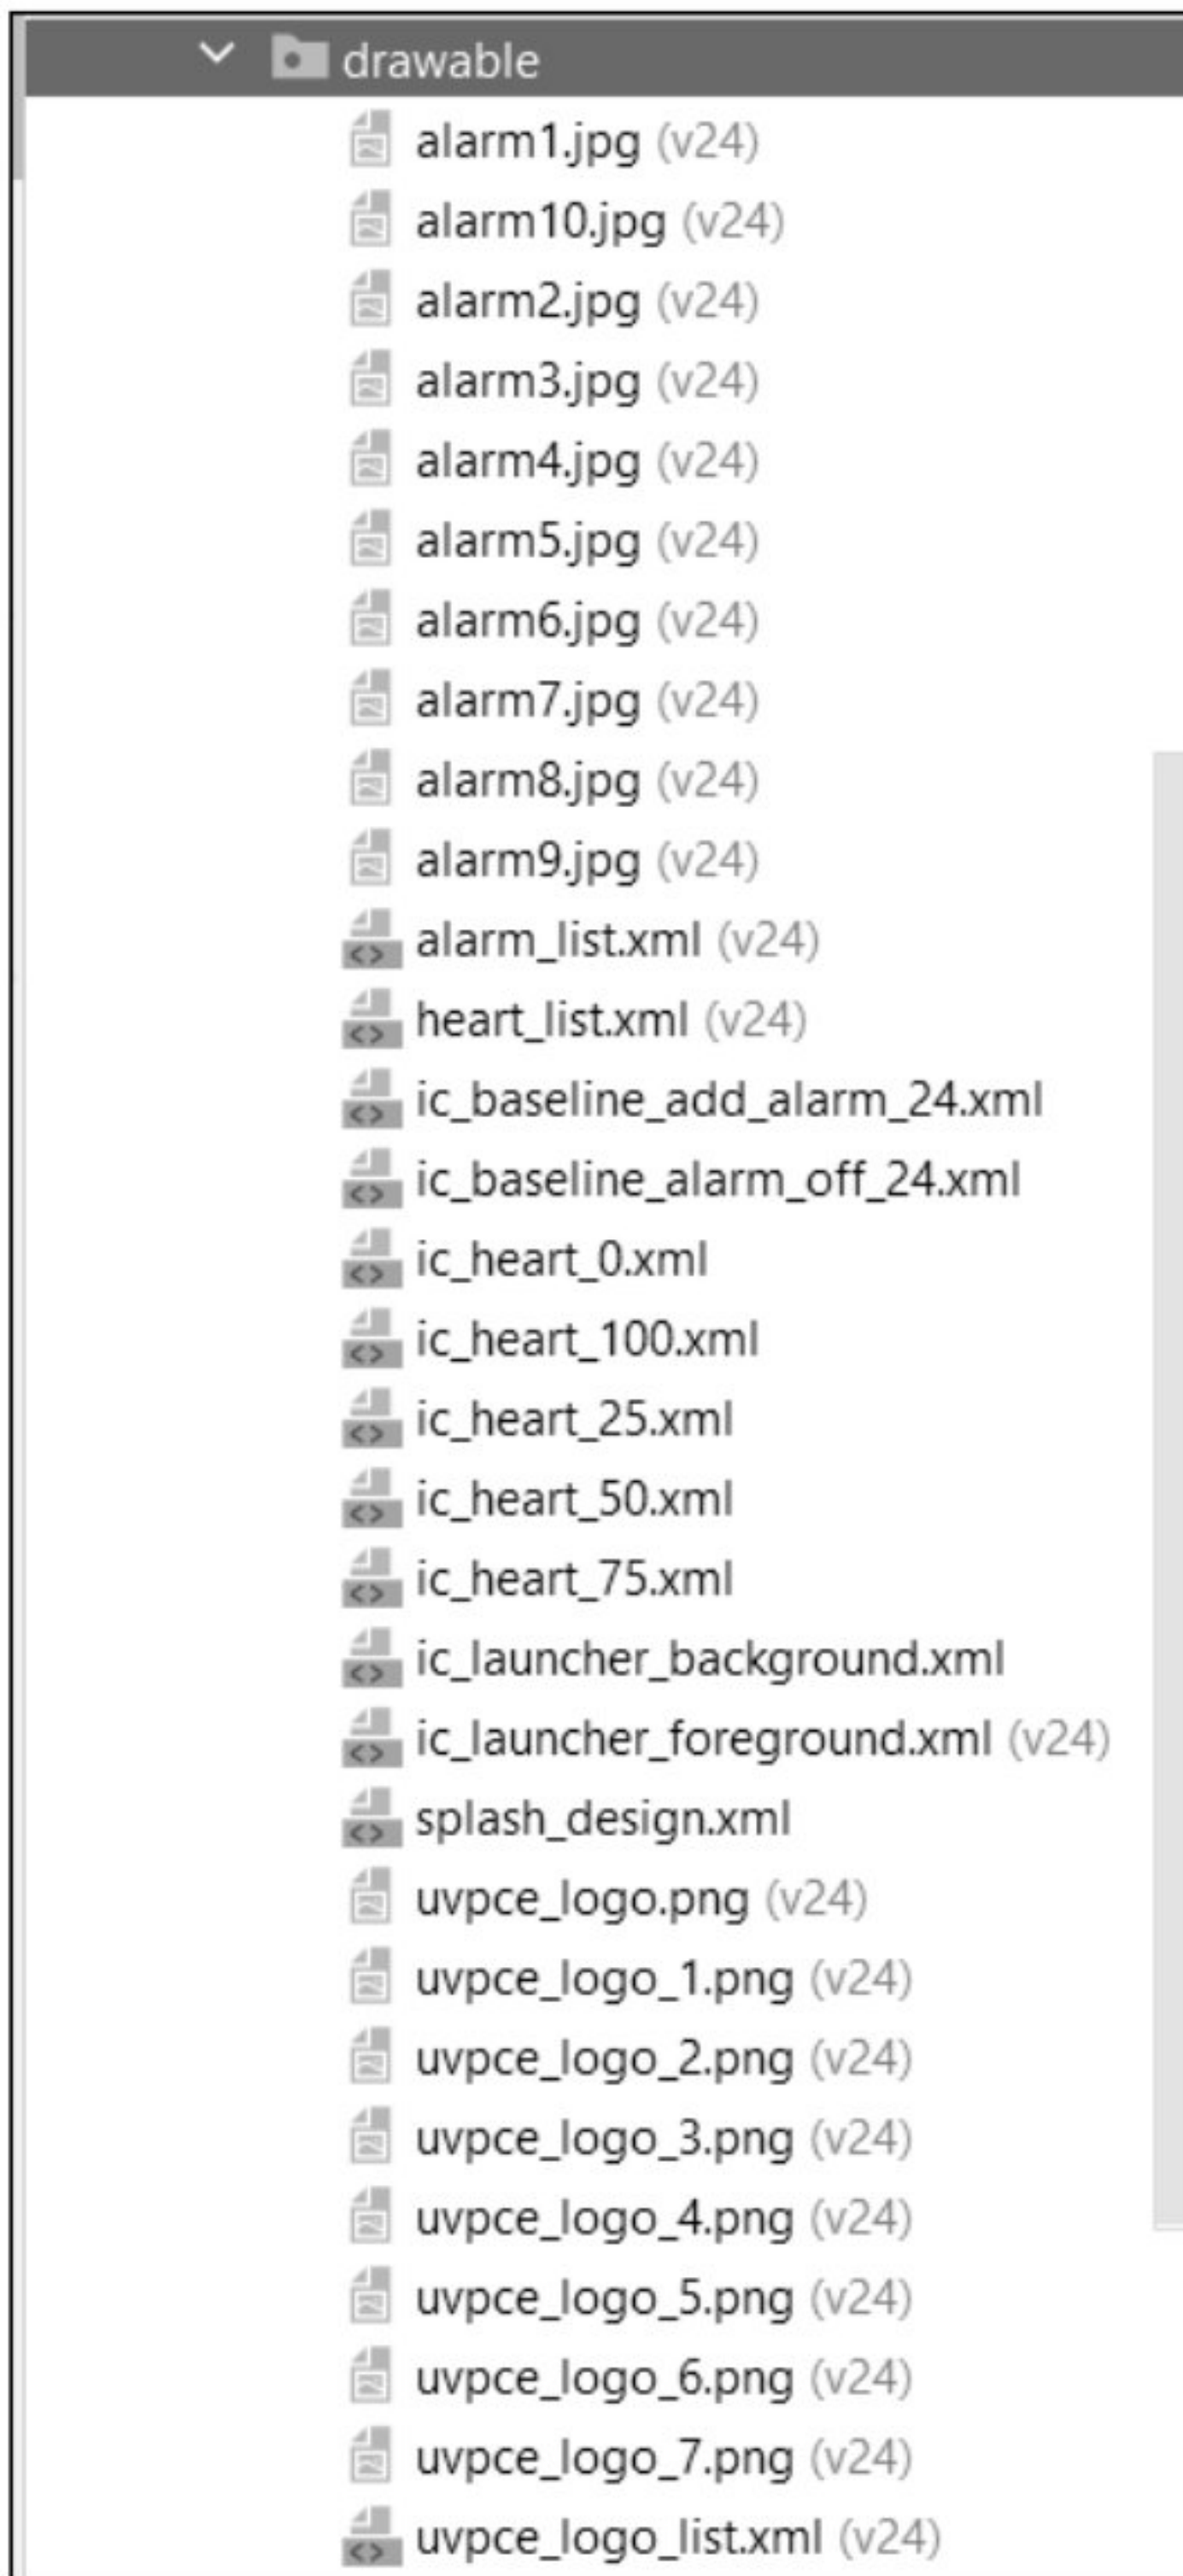 drawable
alarm1.jpg (v24)
alarm10.jpg (v24)
alarm2.jpg (v24)
alarm3.jpg (v24)
alarm4.jpg (v24)
alarm5.jpg (v24)
alarm6.jpg (v24)
alarm7.jpg (v24)
alarm8.jpg (v24)
alarm9.jpg (v24)
alarm_list.xml (v24)
heart_list.xml (v24)
ic_baseline_add_alarm_24.xml
ic_baseline_alarm_off_24.xml
ic_heart_0.xml
ic_heart_100.xml
ic_heart_25.xml
ic_heart_50.xml
ic_heart_75.xml
ic_launcher_background.xml
ic_launcher_foreground.xml (v24)
splash_design.xml
uvpce_logo.png (v24)
uvpce_logo_1.png (v24)
uvpce_logo_2.png (v24)
uvpce_logo_3.png (v24)
uvpce_logo_4.png (v24)
uvpce_logo_5.png (v24)
uvpce_logo_6.png (v24)
uvpce_logo_7.png (v24)
uvpce_logo_list.xml (v24)